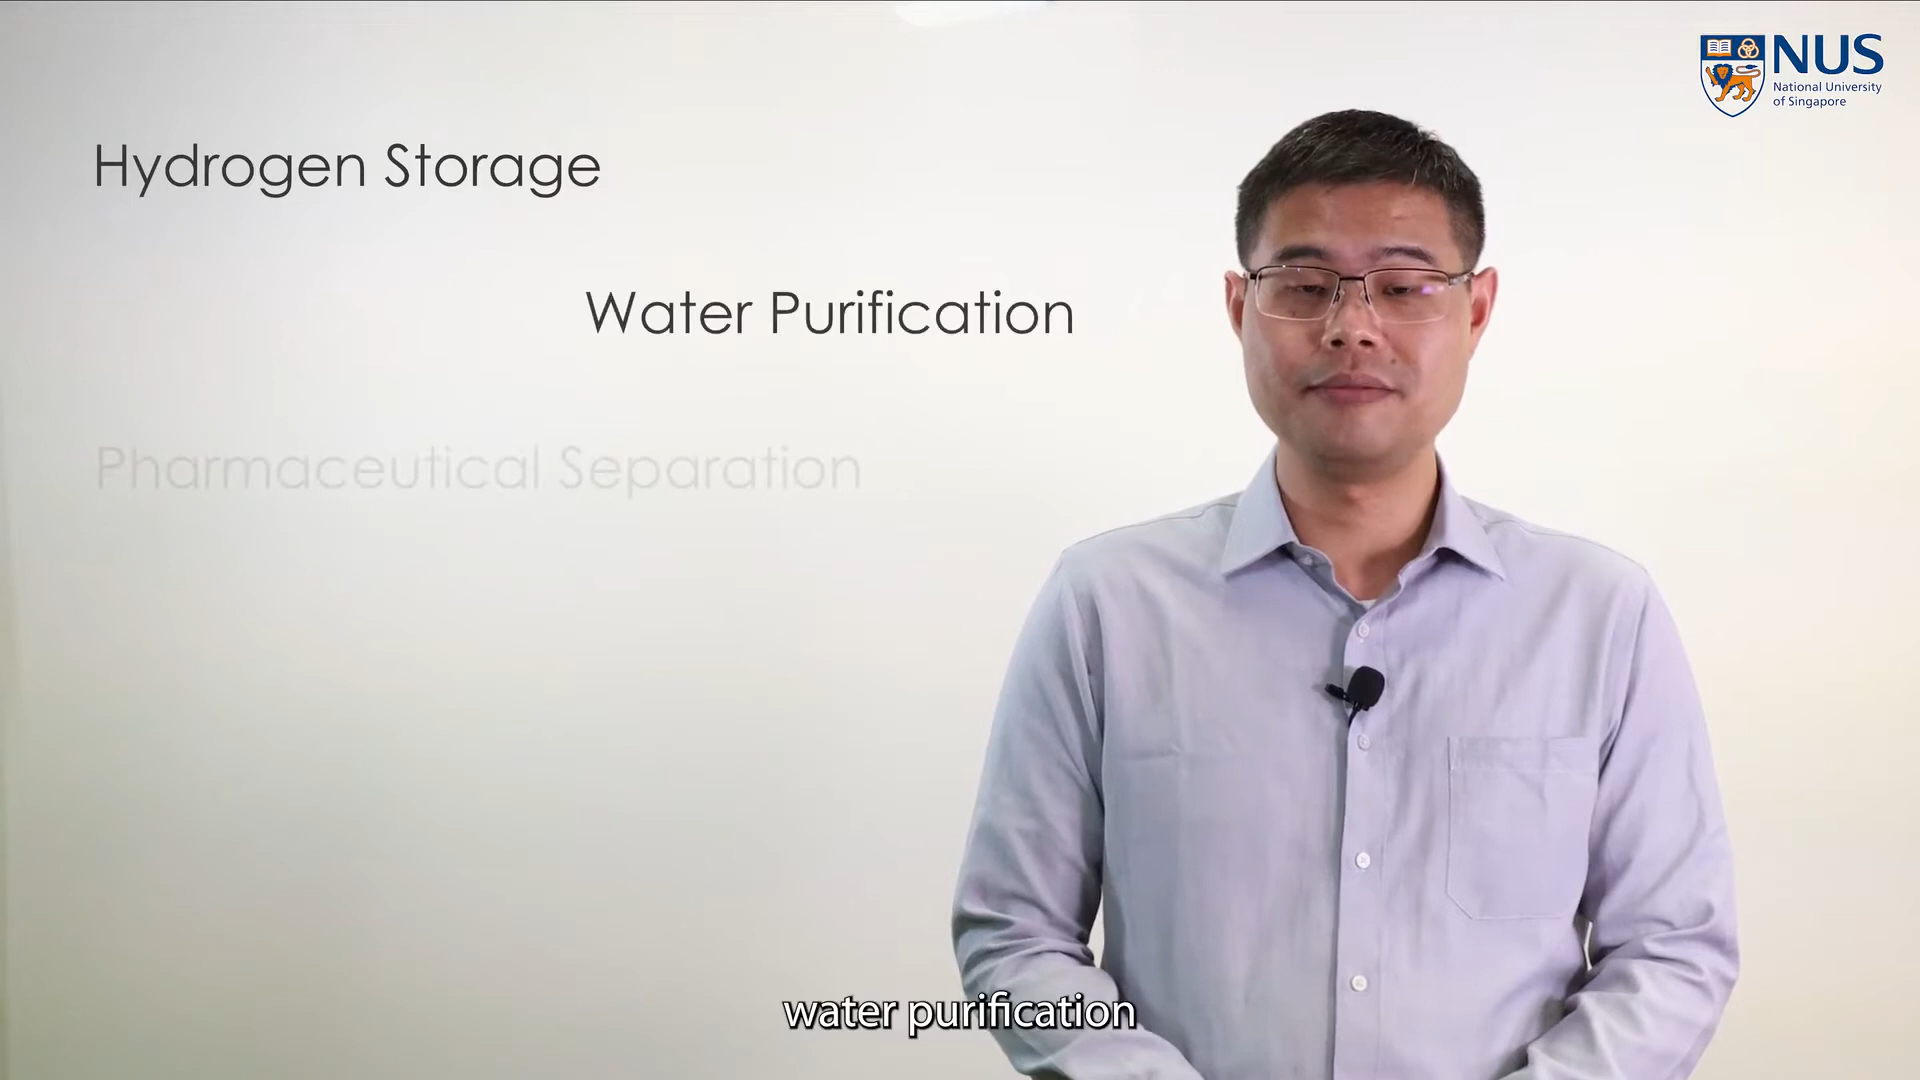 NUS
National University
of Singapore
Hydrogen Storage
Water Purification
Pharmaceutical Separation
water purification